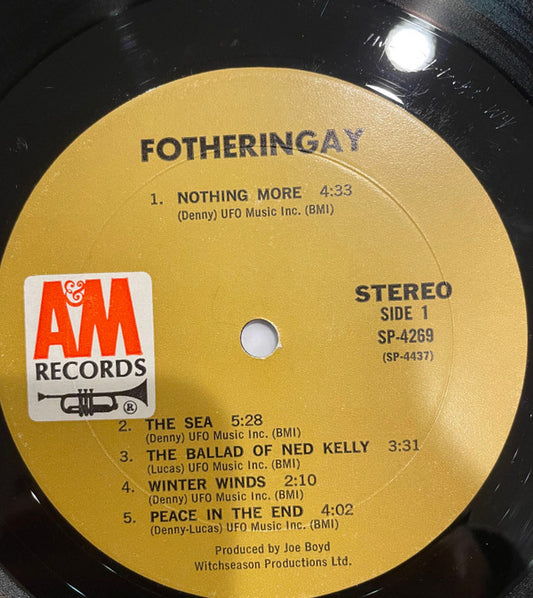 FOTHERINGAY
1. NOTHING MORE 4:33
(Denny) UFO Music Inc. (BMI)
STEREO
SIDE 1
SP-4269
(SP-4437)
A&M
RECORDS
®
2. THE SEA 5:28
(Denny) UFO Music Inc. (BMI)
3. THE BALLAD OF NED KELLY 3:31
(Lucas) UFO Music Inc. (BMI)
4. WINTER WINDS 2:10
(Denny) UFO Music Inc. (BMI)
5. PEACE IN THE END 4:02
(Denny-Lucas) UFO Music Inc. (BMI)
Produced by Joe Boyd
Witchseason Productions Ltd.